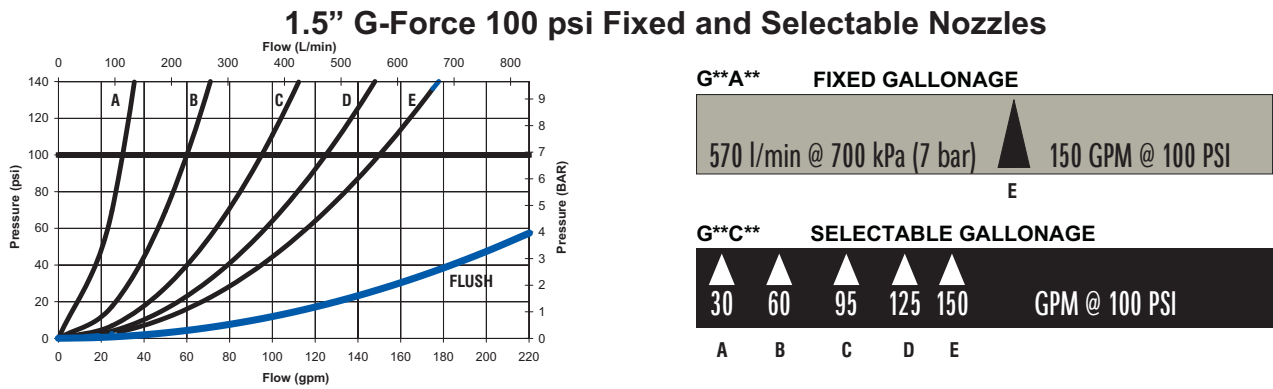 1.5” G-Force 100 psi Fixed and Selectable Nozzles
Flow (L/min)
0 100 200 300 400 500 600 700 800
140
120
100
80
60
40
20
0
Pressure (psi)
A B C D E
FLUSH
9
8
7
6
5
4
3
2
1
0
Pressure (BAR)
0 20 40 60 80 100 120 140 160 180 200 220
Flow (gpm)
G**A** FIXED GALLONAGE
570 l/min @ 700 kPa (7 bar) 150 GPM @ 100 PSI
E
G**C** SELECTABLE GALLONAGE
30 60 95 125 150 GPM @ 100 PSI
A B C D E